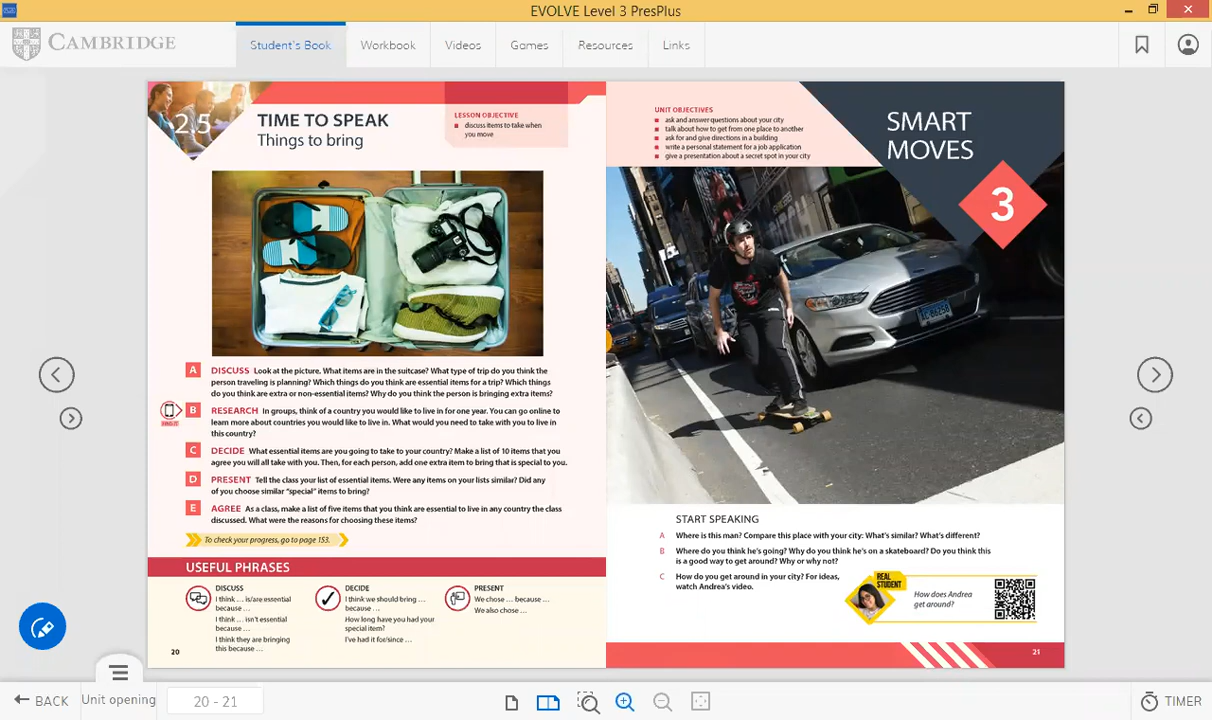 EVOLVE Level 3 PresPlus
CAMBRIDGE
Student's Book
Workbook
Videos
Games
Resources
Links
2.5
TIME TO SPEAK
Things to bring
LESSON OBJECTIVE
discuss items to take when
you move
A DISCUSS Look at the picture. What items are in the suitcase? What type of trip do you think the
person traveling is planning? Which things do you think are essential items for a trip? Which things
do you think are extra or non-essential items? Why do you think the person is bringing extra items?
FIND IT
B RESEARCH In groups, think of a country you would like to live in for one year. You can go online to
learn more about countries you would like to live in. What would you need to take with you to live in
this country?
C DECIDE What essential items are you going to take to your country? Make a list of 10 items that you
agree you will all take with you. Then, for each person, add one extra item to bring that is special to you.
D PRESENT Tell the class your list of essential items. Were any items on your lists similar? Did any
of you choose similar “special” items to bring?
E AGREE As a class, make a list of five items that you think are essential to live in any country the class
discussed. What were the reasons for choosing these items?
To check your progress, go to page 153.
USEFUL PHRASES
DISCUSS
I think … is/are essential
because …
I think … isn't essential
because …
I think they are bringing
this because …
DECIDE
I think we should bring …
because …
How long have you had your
special item?
I've had it for/since …
PRESENT
We chose … because …
We also chose …
20
UNIT OBJECTIVES
ask and answer questions about your city
talk about how to get from one place to another
ask for and give directions in a building
write a personal statement for a job application
give a presentation about a secret spot in your city
SMART
MOVES
3
START SPEAKING
A Where is this man? Compare this place with your city: What's similar? What's different?
B Where do you think he's going? Why do you think he's on a skateboard? Do you think this
is a good way to get around? Why or why not?
C How do you get around in your city? For ideas,
watch Andrea's video.
REAL
STUDENT
How does Andrea
get around?
21
BACK
Unit opening
20 - 21
TIMER